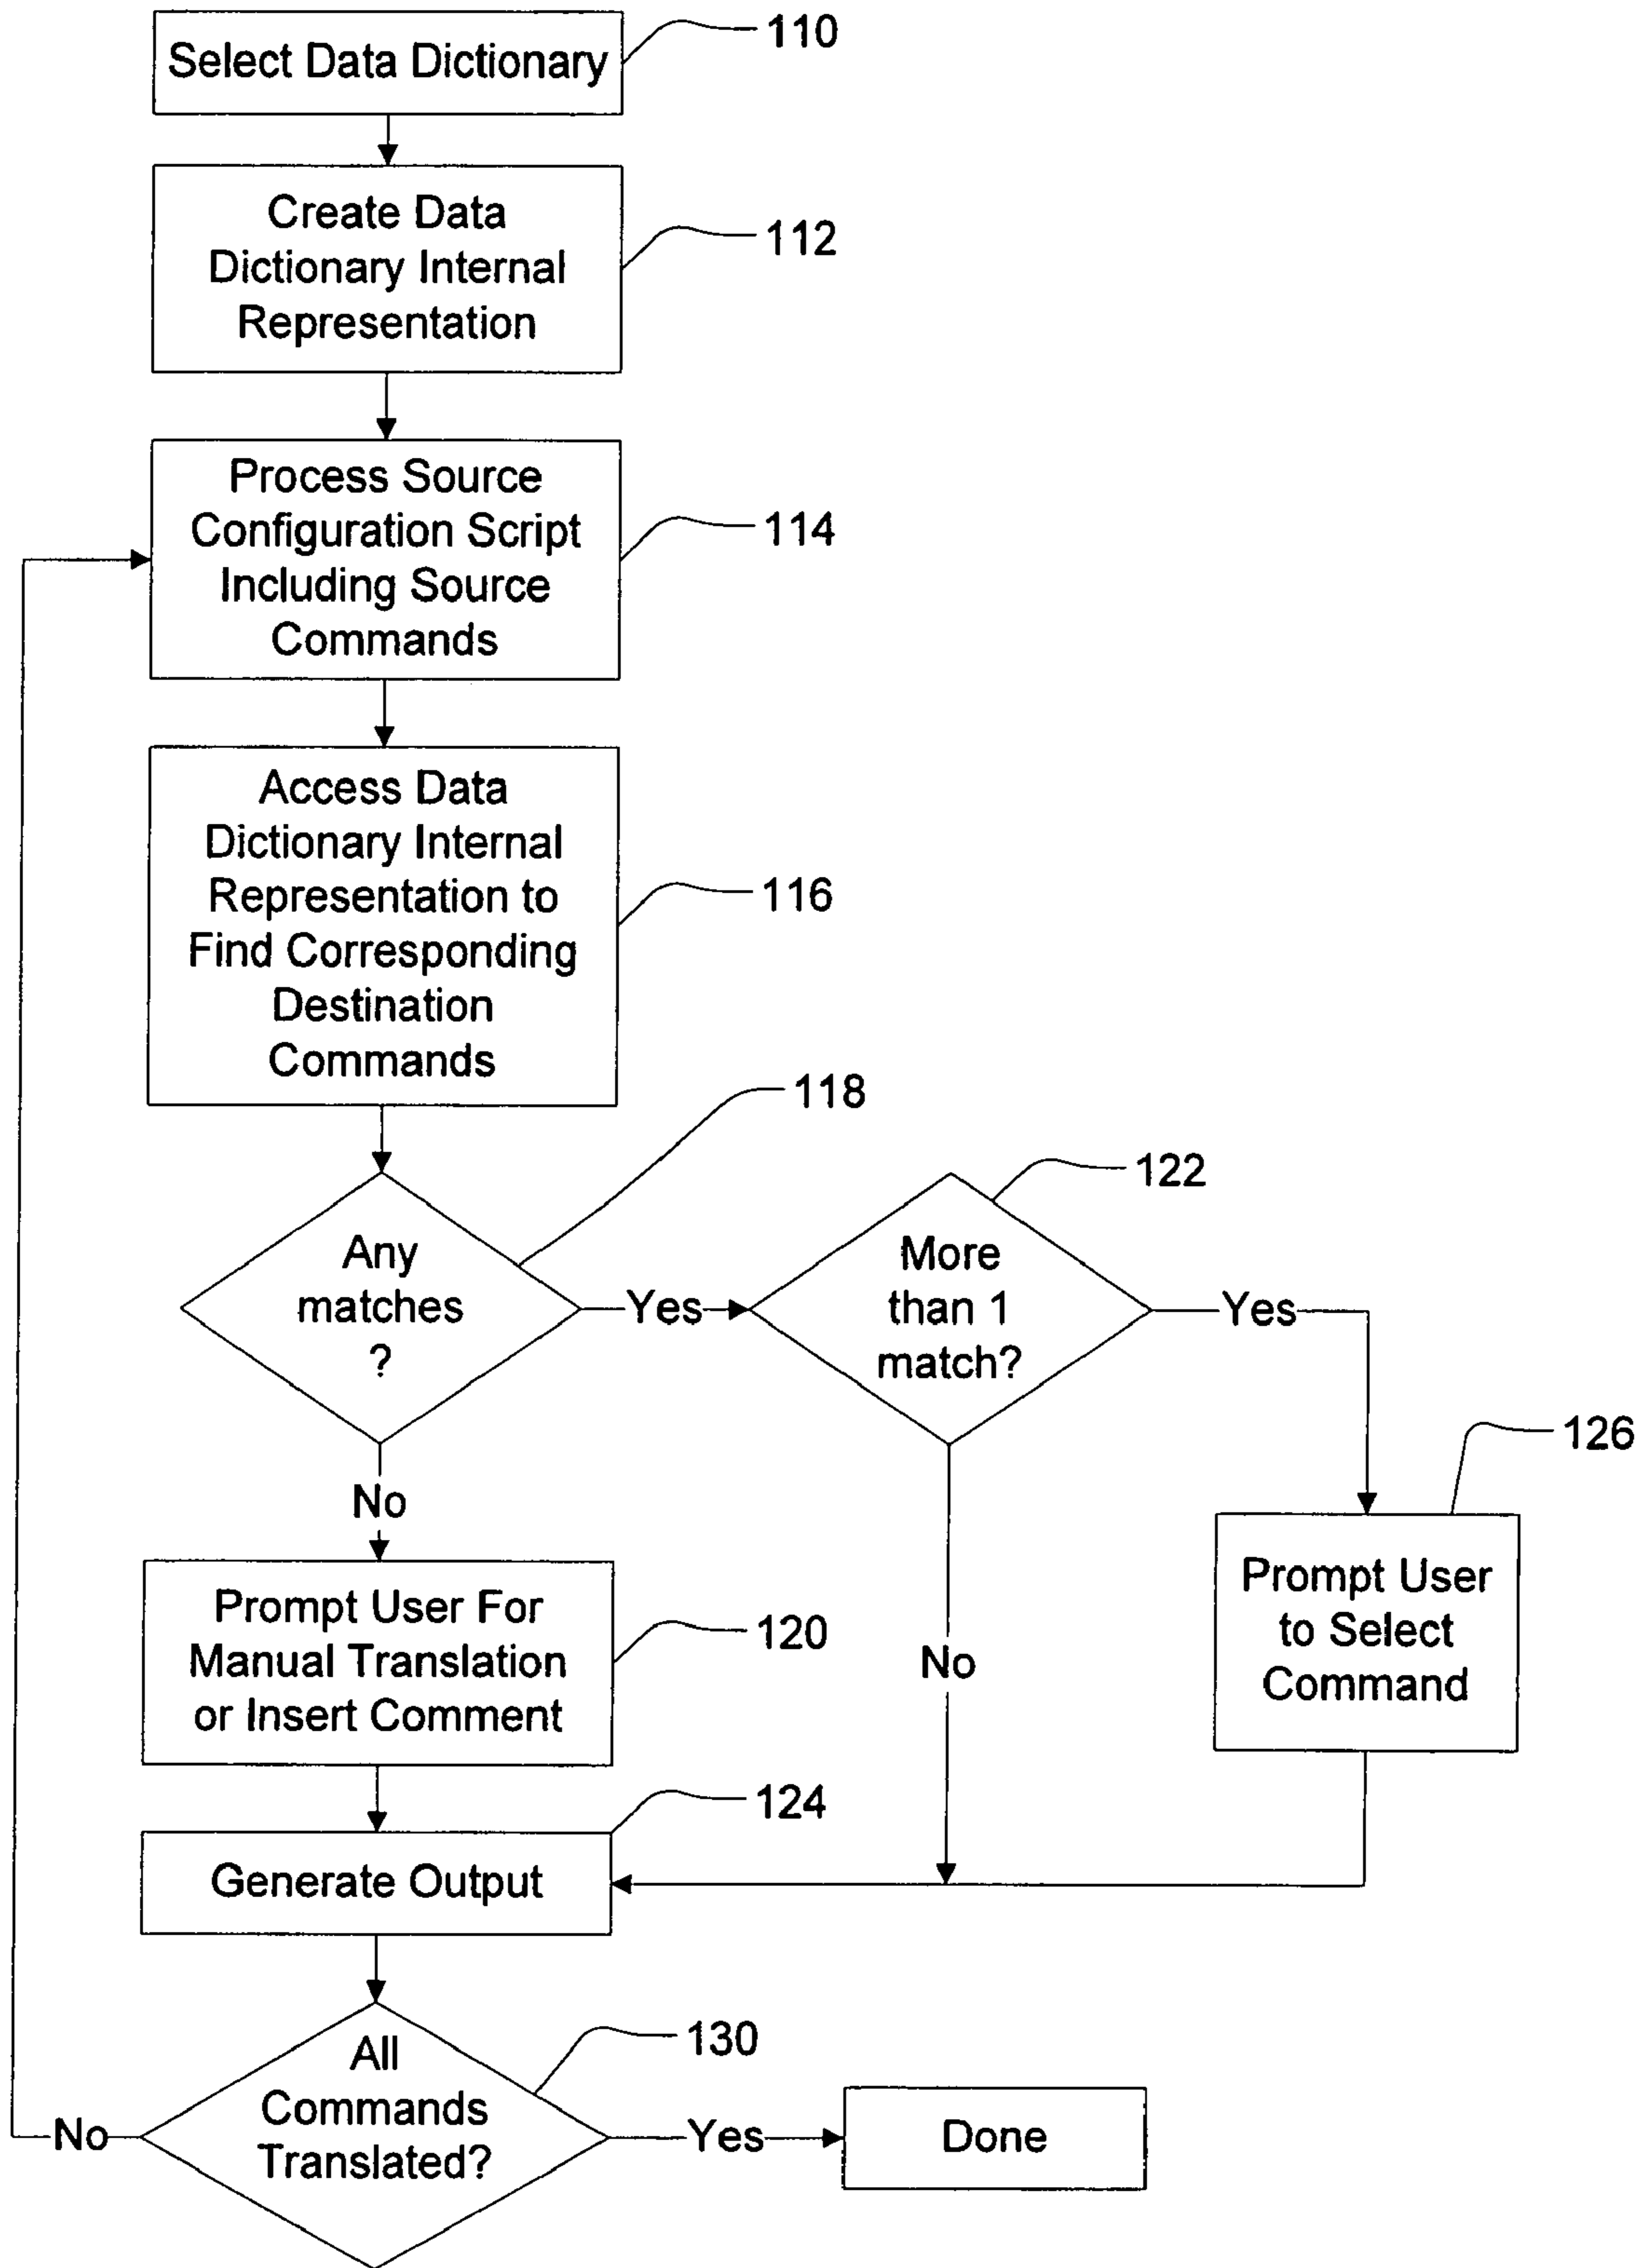 Select Data Dictionary
110
Create Data
Dictionary Internal
Representation
112
Process Source
Configuration Script
Including Source
Commands
114
Access Data
Dictionary Internal
Representation to
Find Corresponding
Destination
Commands
116
118
Any
matches
?
Yes
122
More
than 1
match?
Yes
126
No
No
Prompt User For
Manual Translation
or Insert Comment
120
Prompt User
to Select
Command
124
Generate Output
130
All
Commands
Translated?
No
Yes
Done